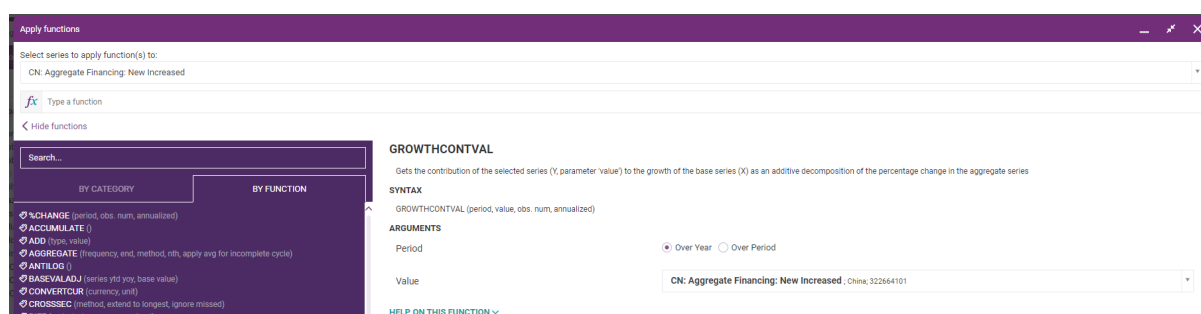 Apply functions
Select series to apply function(s) to:
CN: Aggregate Financing: New Increased
fx Type a function
Hide functions
Search...
BY CATEGORY
BY FUNCTION
%CHANGE (period, obs. num, annualized)
ACCUMULATE ()
ADD (type, value)
AGGREGATE (frequency, end, method, nth, apply avg for incomplete cycle)
ANTILOG ()
BASEVALADJ (series ytd yoy, base value)
CONVERTCUR (currency, unit)
CROSSSEC (method, extend to longest, ignore missed)
GROWTHCONTVAL
Gets the contribution of the selected series (Y, parameter 'value') to the growth of the base series (X) as an additive decomposition of the percentage change in the aggregate series
SYNTAX
GROWTHCONTVAL (period, value, obs. num, annualized)
ARGUMENTS
Period
Over Year Over Period
Value
CN: Aggregate Financing: New Increased ; China; 322664101
HELP ON THIS FUNCTION